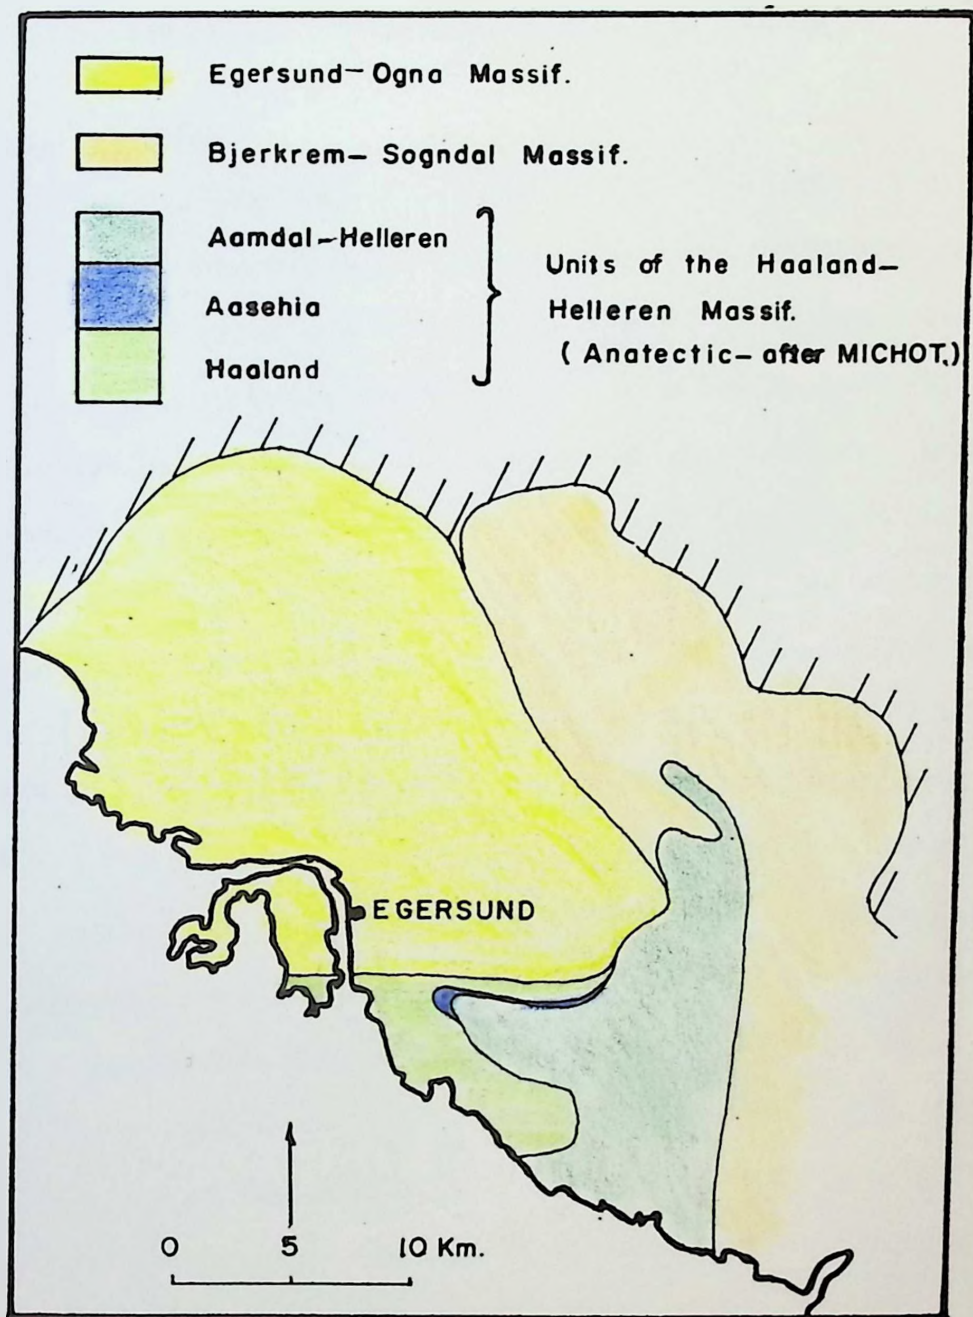 Egersund—Ogna Massif.
Bjerkrem— Sogndal Massif.
Aamdal—Helleren
Aasehia
Haaland
Units of the Haaland—
Helleren Massif.
( Anatectic— after MICHOT.)
EGERSUND
0 5 10 Km.